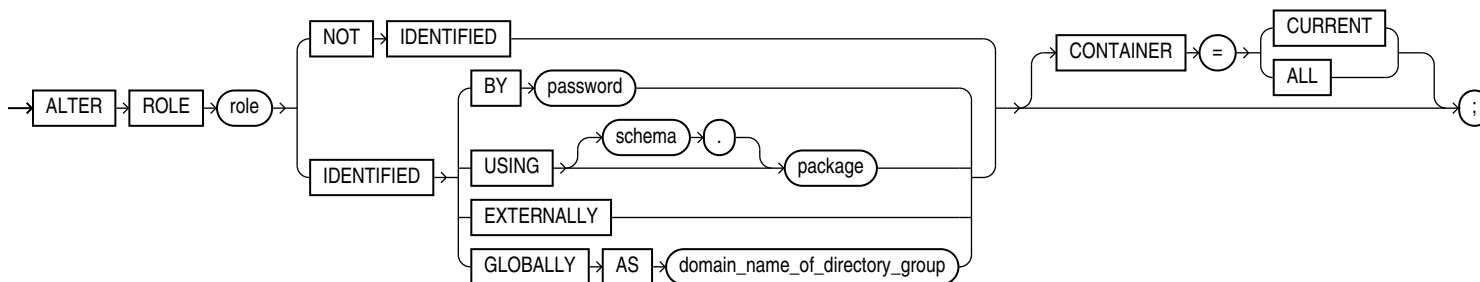 NOT IDENTIFIED CONTAINER = CURRENT
ALL
BY password
ALTER ROLE role
schema .
IDENTIFIED USING package ;
EXTERNALLY
GLOBALLY AS domain_name_of_directory_group